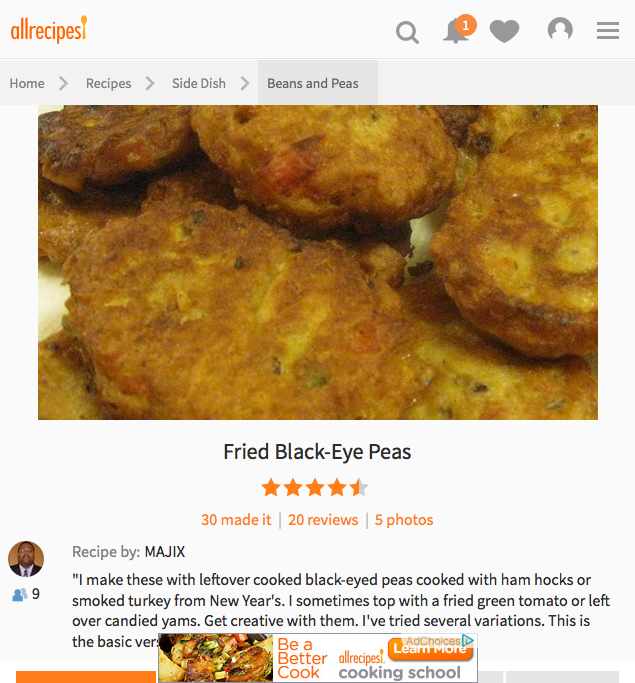 allrecipes!
1
Home Recipes Side Dish Beans and Peas
Fried Black-Eye Peas
30 made it | 20 reviews | 5 photos
Recipe by: MAJIX
9
"I make these with leftover cooked black-eyed peas cooked with ham hocks or
smoked turkey from New Year's. I sometimes top with a fried green tomato or left
over candied yams. Get creative with them. I've tried several variations. This is
the basic ver
Be a
Better
Cook
allrecipes!
cooking school
AdChoices
Learn More